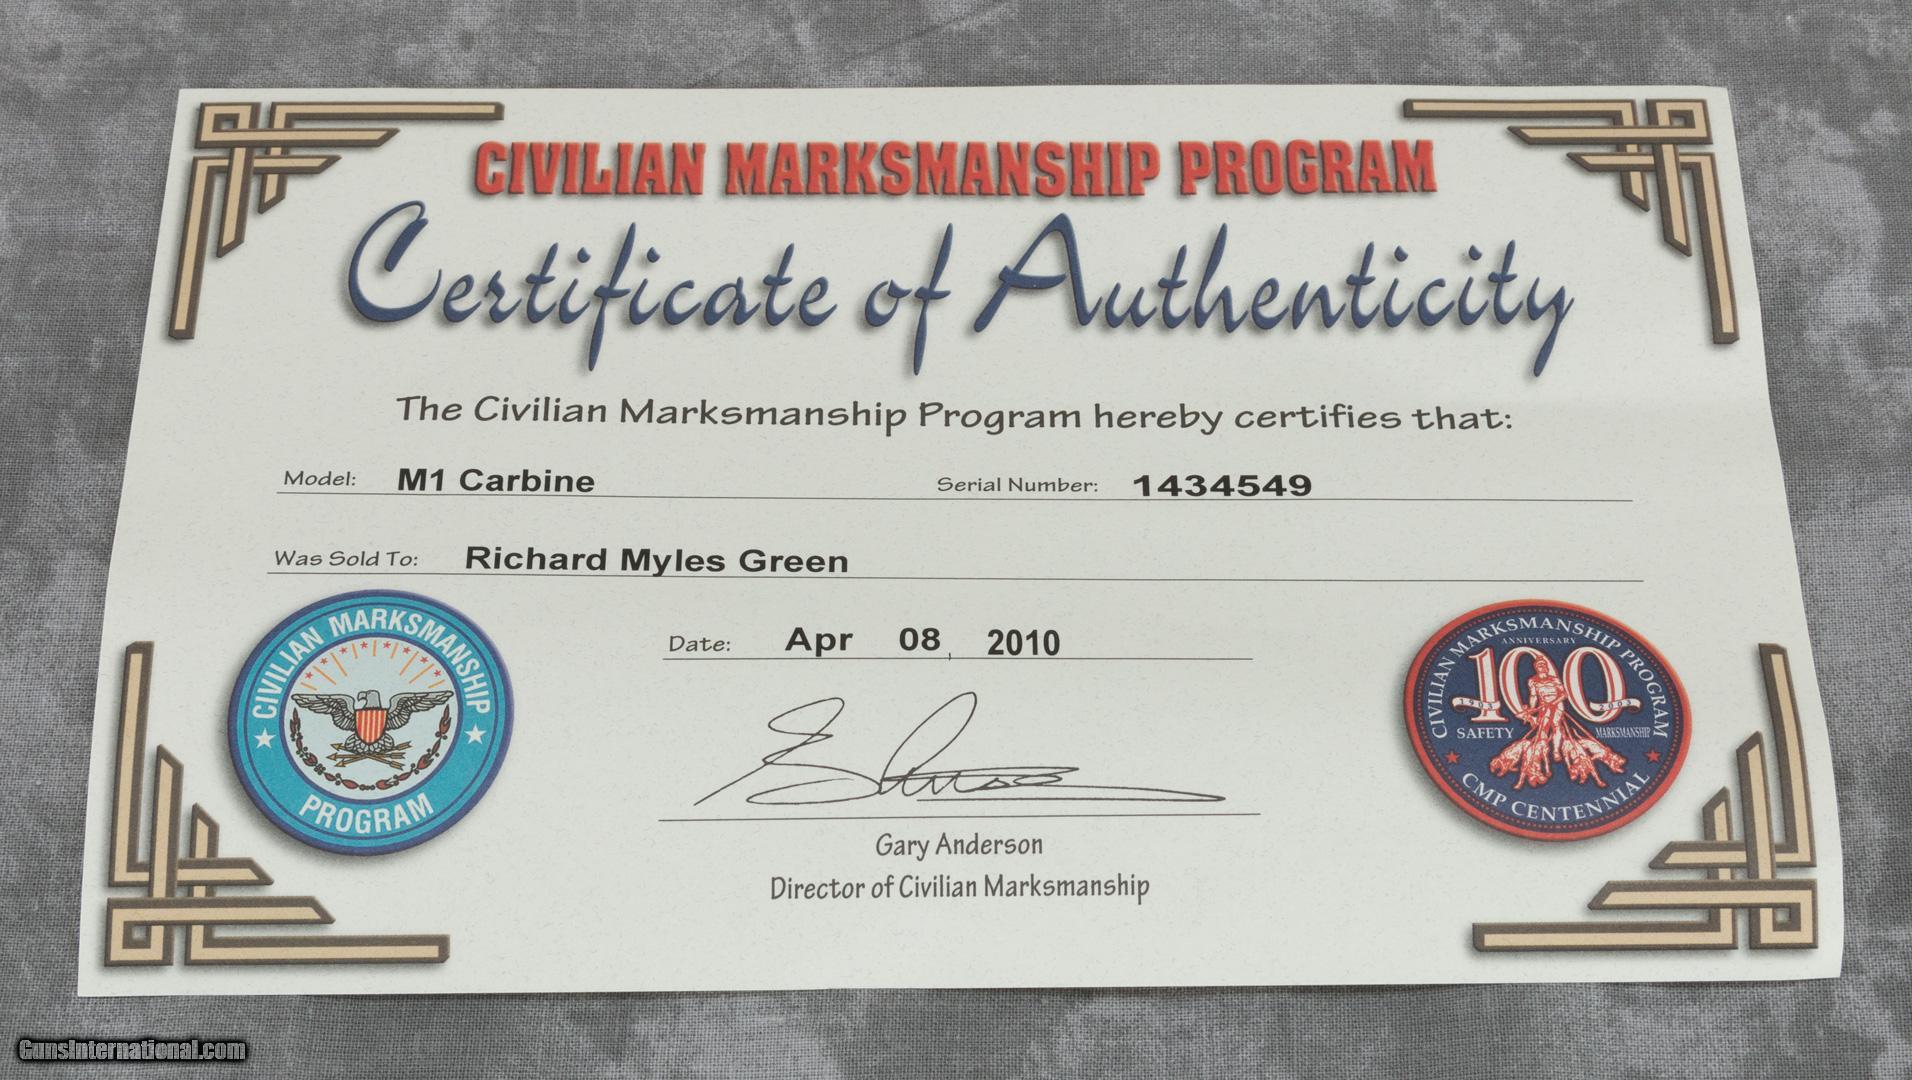 CIVILIAN MARKSMANSHIP PROGRAM
Certificate of Authenticity
The Civilian Marksmanship Program hereby certifies that:
Model: M1 Carbine Serial Number: 1434549
Was Sold To: Richard Myles Green
Date: Apr 08, 2010
CIVILIAN MARKSMANSHIP
PROGRAM
CIVILIAN MARKSMANSHIP PROGRAM
ANNIVERSARY
100
1903 2003
SAFETY MARKSMANSHIP
CMP CENTENNIAL
Gary Anderson
Director of Civilian Marksmanship
GunsInternational.com